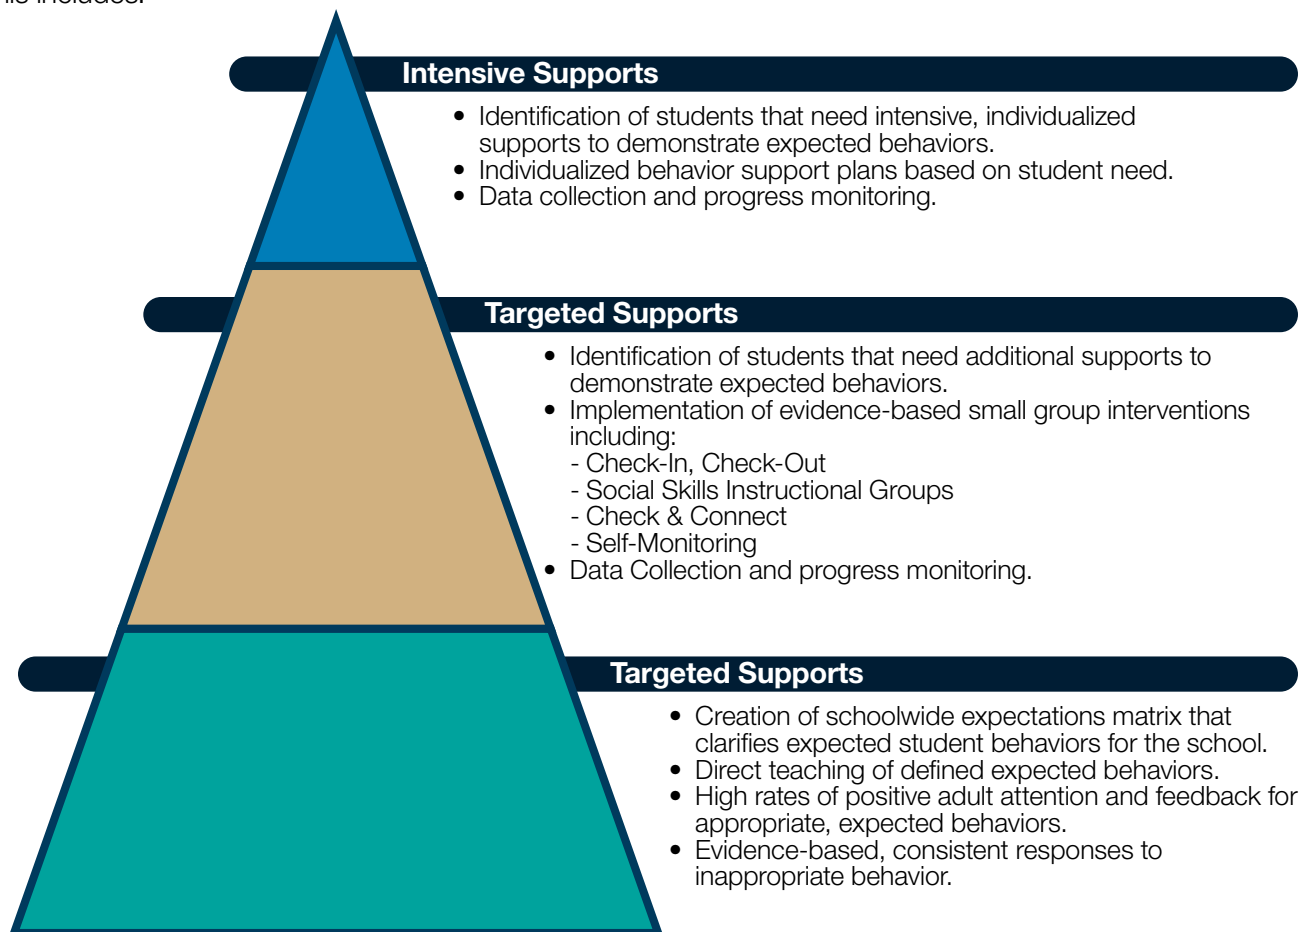 Intensive Supports
• Identification of students that need intensive, individualized
supports to demonstrate expected behaviors.
• Individualized behavior support plans based on student need.
• Data collection and progress monitoring.
Targeted Supports
• Identification of students that need additional supports to
demonstrate expected behaviors.
• Implementation of evidence-based small group interventions
including:
- Check-In, Check-Out
- Social Skills Instructional Groups
- Check & Connect
- Self-Monitoring
• Data Collection and progress monitoring.
Targeted Supports
• Creation of schoolwide expectations matrix that
clarifies expected student behaviors for the school.
• Direct teaching of defined expected behaviors.
• High rates of positive adult attention and feedback for
appropriate, expected behaviors.
• Evidence-based, consistent responses to
inappropriate behavior.